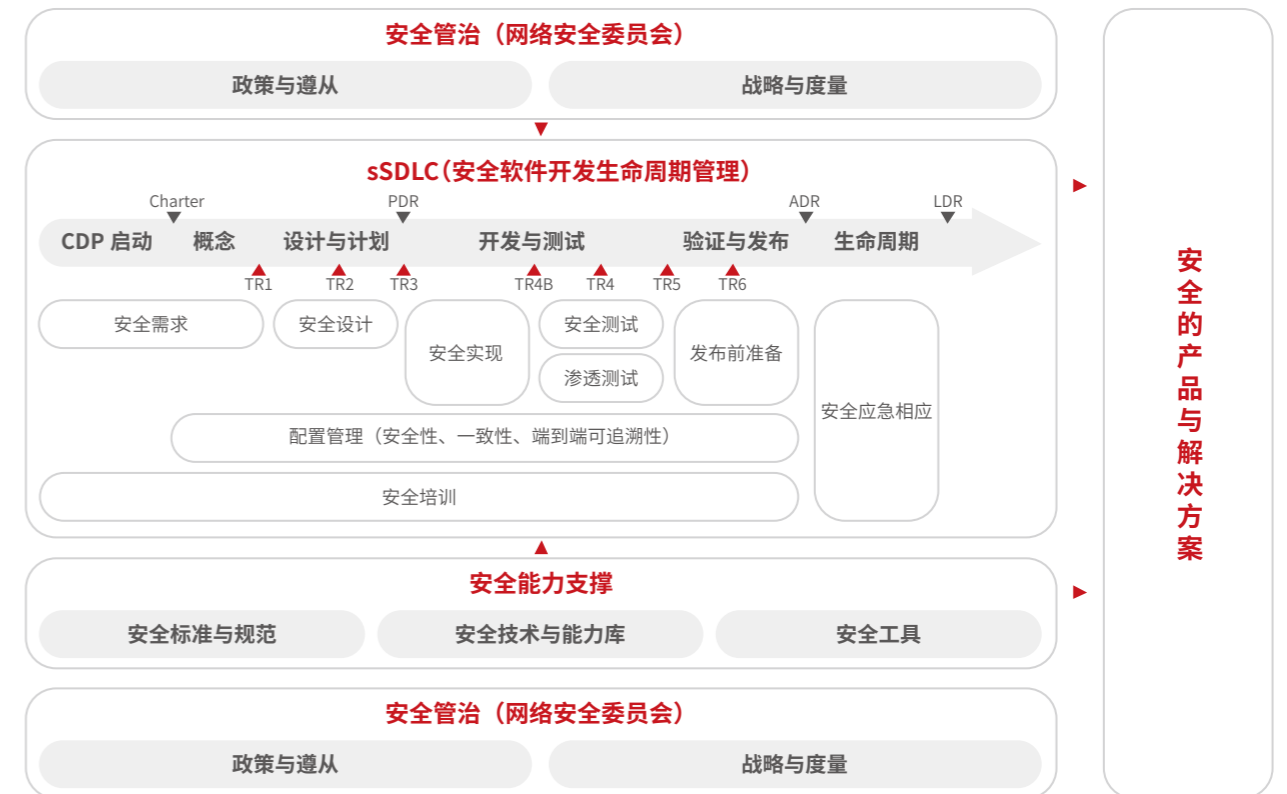 安全管治（网络安全委员会）
政策与遵从
战略与度量
sSDLC（安全软件开发生命周期管理）
Charter
PDR
ADR
LDR
CDP 启动
概念
设计与计划
开发与测试
验证与发布
生命周期
TR1
TR2
TR3
TR4B
TR4
TR5
TR6
安全需求
安全设计
安全实现
安全测试
渗透测试
发布前准备
安全应急相应
配置管理（安全性、一致性、端到端可追溯性）
安全培训
安全能力支撑
安全标准与规范
安全技术与能力库
安全工具
安全管治（网络安全委员会）
政策与遵从
战略与度量
安全的产品与解决方案